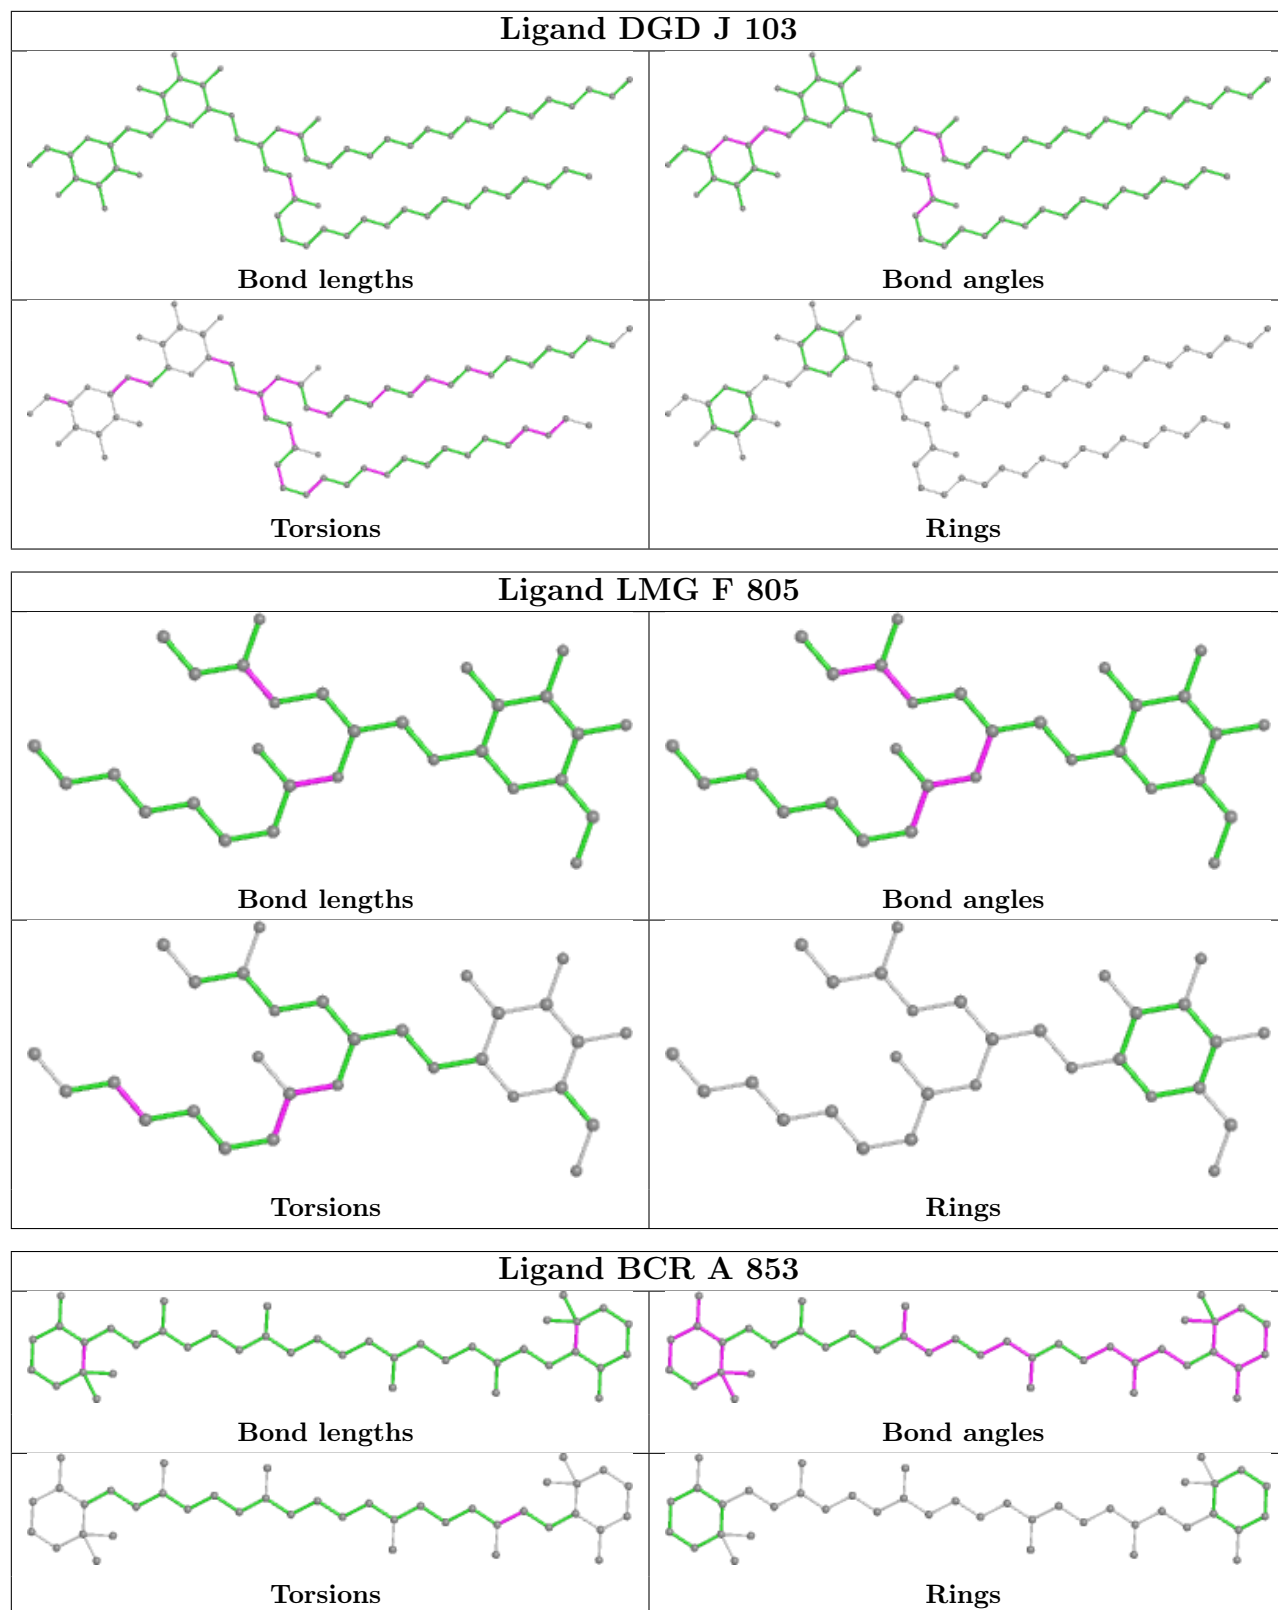 Ligand DGD J 103
Bond lengths
Bond angles
Torsions
Rings
Ligand LMG F 805
Bond lengths
Bond angles
Torsions
Rings
Ligand BCR A 853
Bond lengths
Bond angles
Torsions
Rings